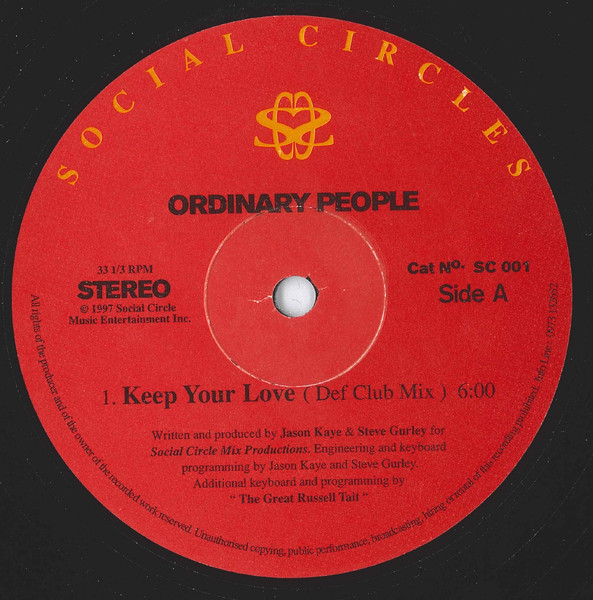 SOCIAL CIRCLES
ORDINARY PEOPLE
33 1/3 RPM
STEREO
© 1997 Social Circle
Music Entertainment Inc.
Cat Nº. SC 001
Side A
1. Keep Your Love ( Def Club Mix ) 6:00
Written and produced by Jason Kaye & Steve Gurley for
Social Circle Mix Productions. Engineering and keyboard
programming by Jason Kaye and Steve Gurley.
Additional keyboard and programming by
" The Great Russell Tait "
All rights of the producer and of the owner of the recorded work reserved. Unauthorised copying, public performance, broadcasting, hiring or rental of this recording prohibited. Info Line : 0973